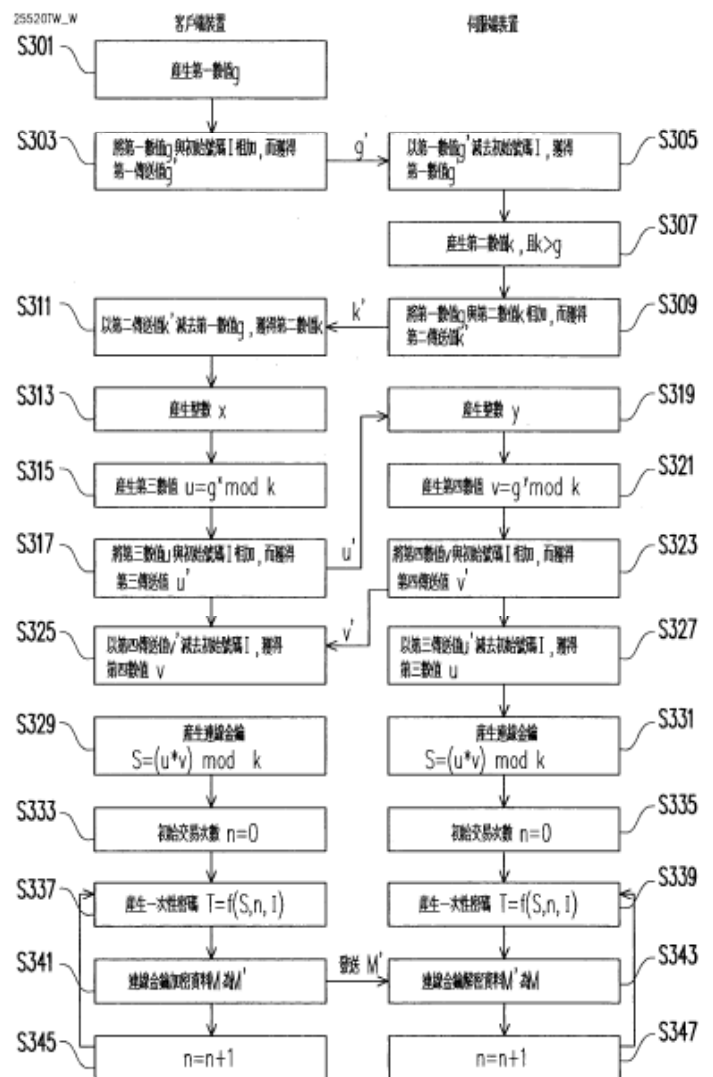 25520TW_W
客戶端裝置
伺服端裝置
S301
產生第一數值g
S303
將第一數值g與初始號碼I相加,而獲得
第一傳送值g'
g'
以第一數值g'減去初始號碼I,獲得
第一數值g
S305
產生第二數值k,且k>g
S307
S311
以第二傳送值k'減去第一數值g,獲得第二數值k
k'
將第一數值g與第二數值k相加,而獲得
第二傳送值k'
S309
S313
產生整數 x
產生整數 y
S319
S315
產生第三數值 u=gˣmod k
產生第四數值 v=gʸmod k
S321
S317
將第三數值u與初始號碼I相加,而獲得
第三傳送值 u'
u'
將第四數值v與初始號碼I相加,而獲得
第四傳送值 v'
S323
S325
以第四傳送值v'減去初始號碼I,獲得
第四數值 v
v'
以第三傳送值u'減去初始號碼I,獲得
第三數值 u
S327
S329
產生連線金鑰
S=(u*v) mod k
產生連線金鑰
S=(u*v) mod k
S331
S333
初始交易次數 n=0
初始交易次數 n=0
S335
S337
產生一次性密碼 T=f(S,n,I)
產生一次性密碼 T=f(S,n,I)
S339
S341
連線金鑰加密資料M為M'
發送 M'
連線金鑰解密資料M'為M
S343
S345
n=n+1
n=n+1
S347